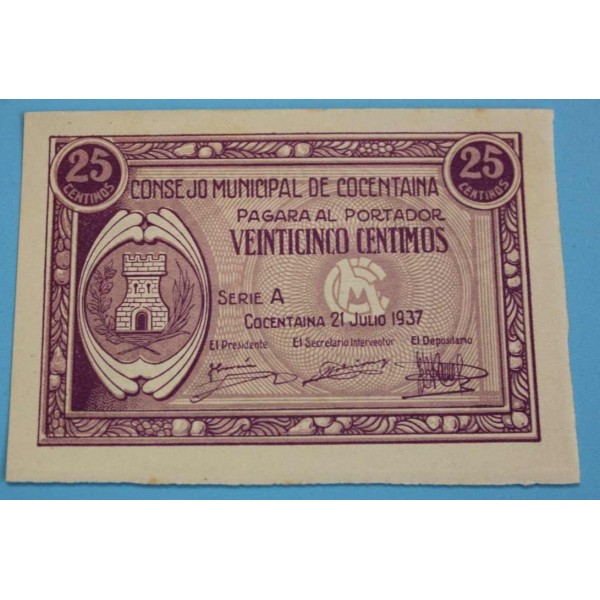 25 CENTIMOS
25 CENTIMOS
CONSEJO MUNICIPAL DE COCENTAINA
PAGARA AL PORTADOR
VEINTICINCO CENTIMOS
SERIE A
COCENTAINA 21 JULIO 1937
El Presidente El Secretario Interventor El Depositario